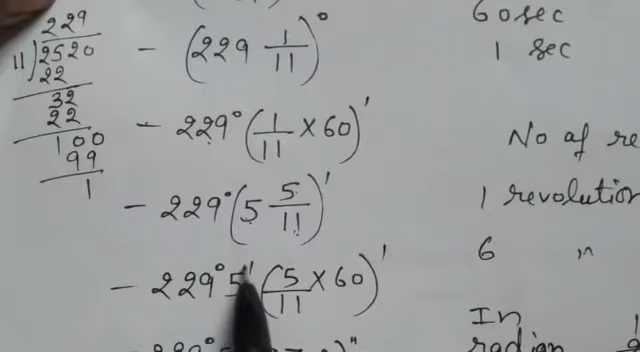 229
11)2520
22
32
22
100
99
1
- (229 1/11)°
- 229° (1/11 × 60)'
- 229° (5 5/11)'
- 229° 5' (5/11 × 60)'
60 sec
1 sec
No of re
1 revolution
6 "
In
radian